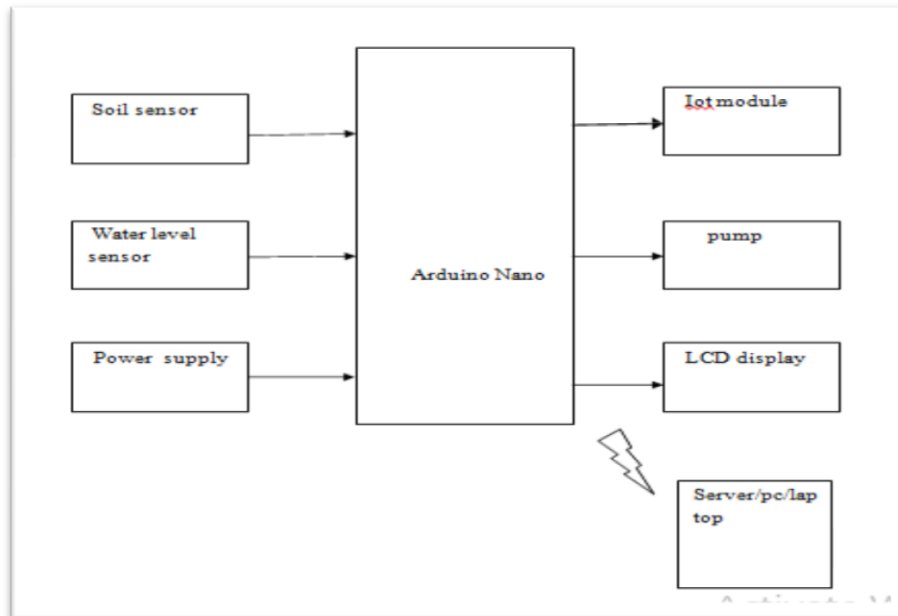 Soil sensor
Iot module
Water level
sensor
pump
Arduino Nano
Power supply
LCD display
Server/pc/lap
top